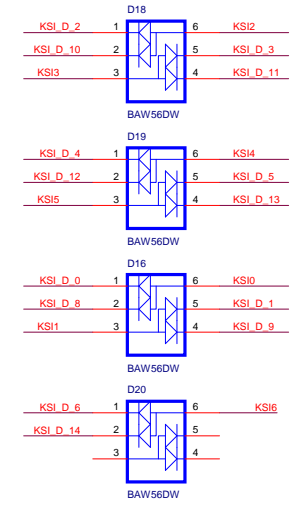 D18
KSI_D_2 1 6 KSI2
KSI_D_10 2 5 KSI_D_3
KSI3 3 4 KSI_D_11
BAW56DW
D19
KSI_D_4 1 6 KSI4
KSI_D_12 2 5 KSI_D_5
KSI5 3 4 KSI_D_13
BAW56DW
D16
KSI_D_0 1 6 KSI0
KSI_D_8 2 5 KSI_D_1
KSI1 3 4 KSI_D_9
BAW56DW
D20
KSI_D_6 1 6 KSI6
KSI_D_14 2 5
3 4
BAW56DW